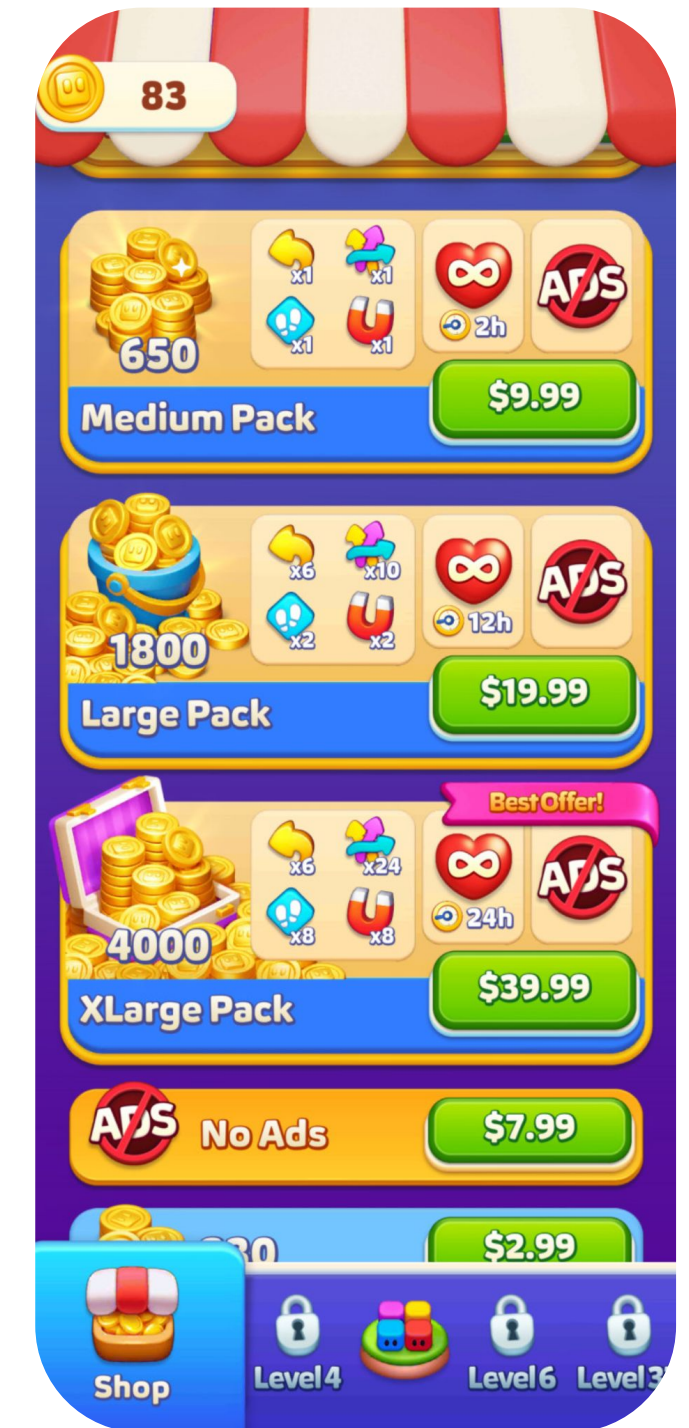 83
x1
x1
ADS
x1
x1
2h
650
$9.99
Medium Pack
x6
x10
ADS
x2
x2
12h
1800
$19.99
Large Pack
Best Offer!
x6
x24
ADS
x8
x8
24h
4000
$39.99
XLarge Pack
ADS
No Ads
$7.99
$2.99
Shop
Level 4
Level 6